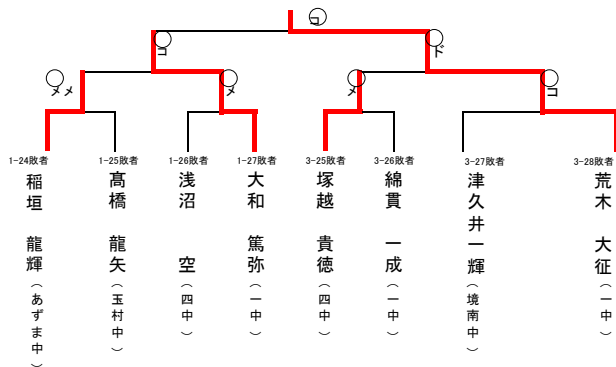 コ
コ
ド
メメ
メ
メ
コ
1-24敗者
1-25敗者
1-26敗者
1-27敗者
3-25敗者
3-26敗者
3-27敗者
3-28敗者
稲垣 龍輝（あずま中）
髙橋 龍矢（玉村中）
浅沼 空（四中）
大和 篤弥（一中）
塚越 貴徳（四中）
綿貫 一成（一中）
津久井一輝（境南中）
荒木 大征（一中）